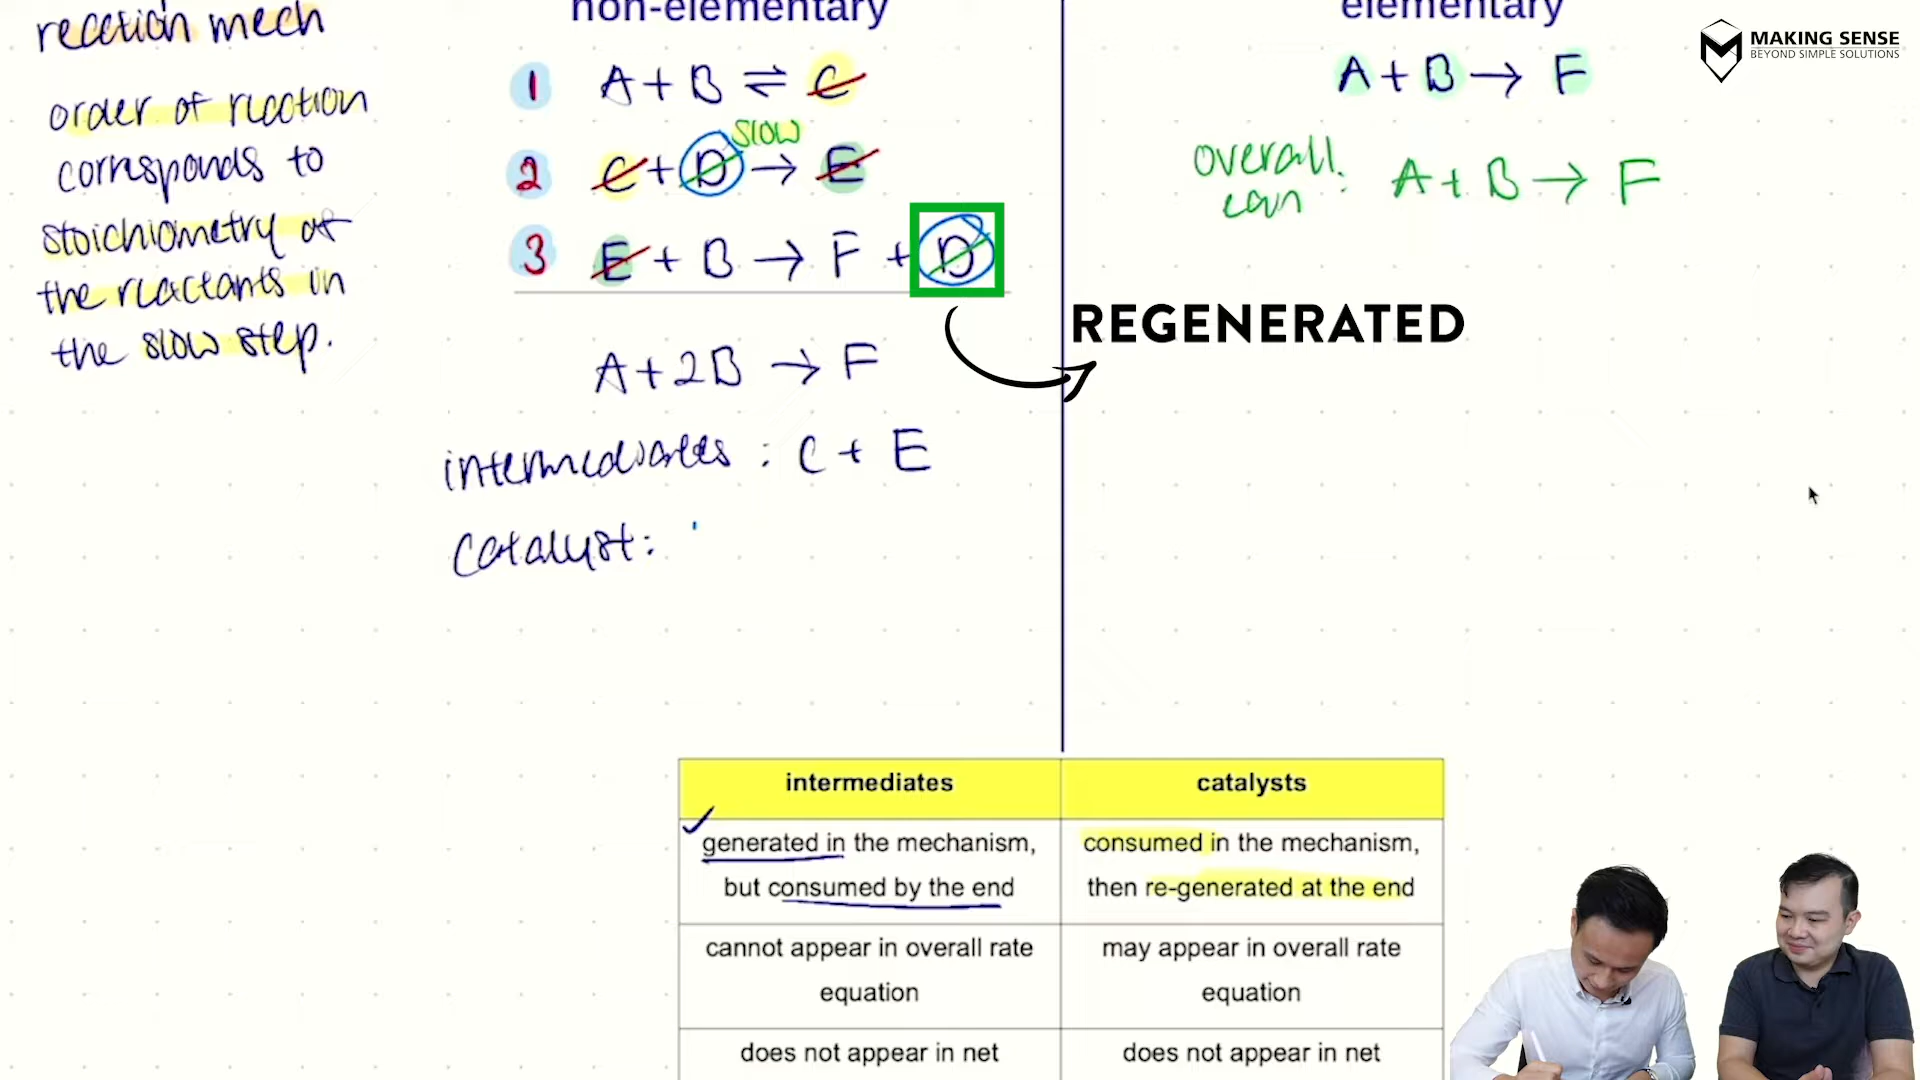 reaction mech
order of reaction
corresponds to
stoichiometry of
the reactants in
the slow step.
non-elementary
1 A + B ⇌ C
slow
2 C + D → E
3 E + B → F + D
A + 2B → F
intermediates : C + E
catalyst:
REGENERATED
elementary
A + B → F
overall
eqn : A + B → F
MAKING SENSE
BEYOND SIMPLE SOLUTIONS
intermediates
generated in the mechanism,
but consumed by the end
cannot appear in overall rate
equation
does not appear in net
catalysts
consumed in the mechanism,
then re-generated at the end
may appear in overall rate
equation
does not appear in net